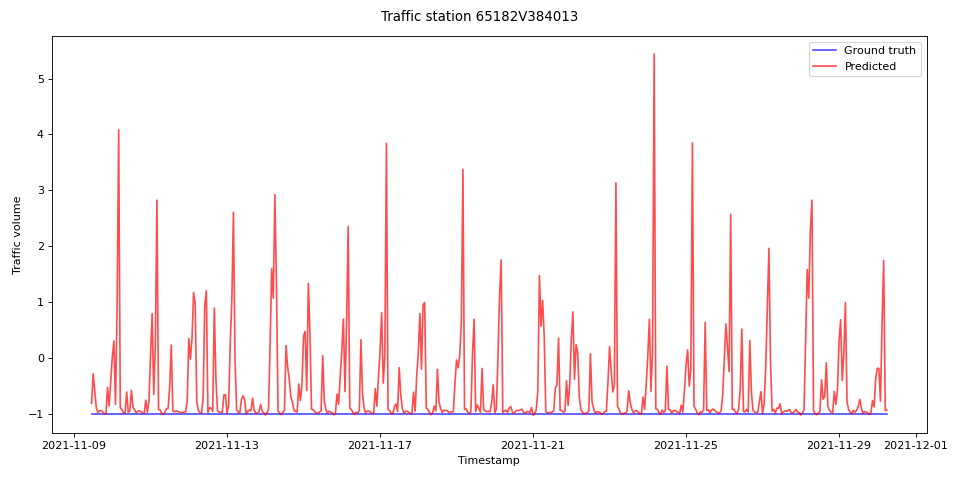 Traffic station 65182V384013
Ground truth
Predicted
Traffic volume
5
4
3
2
1
0
−1
2021-11-09
2021-11-13
2021-11-17
2021-11-21
2021-11-25
2021-11-29
2021-12-01
Timestamp